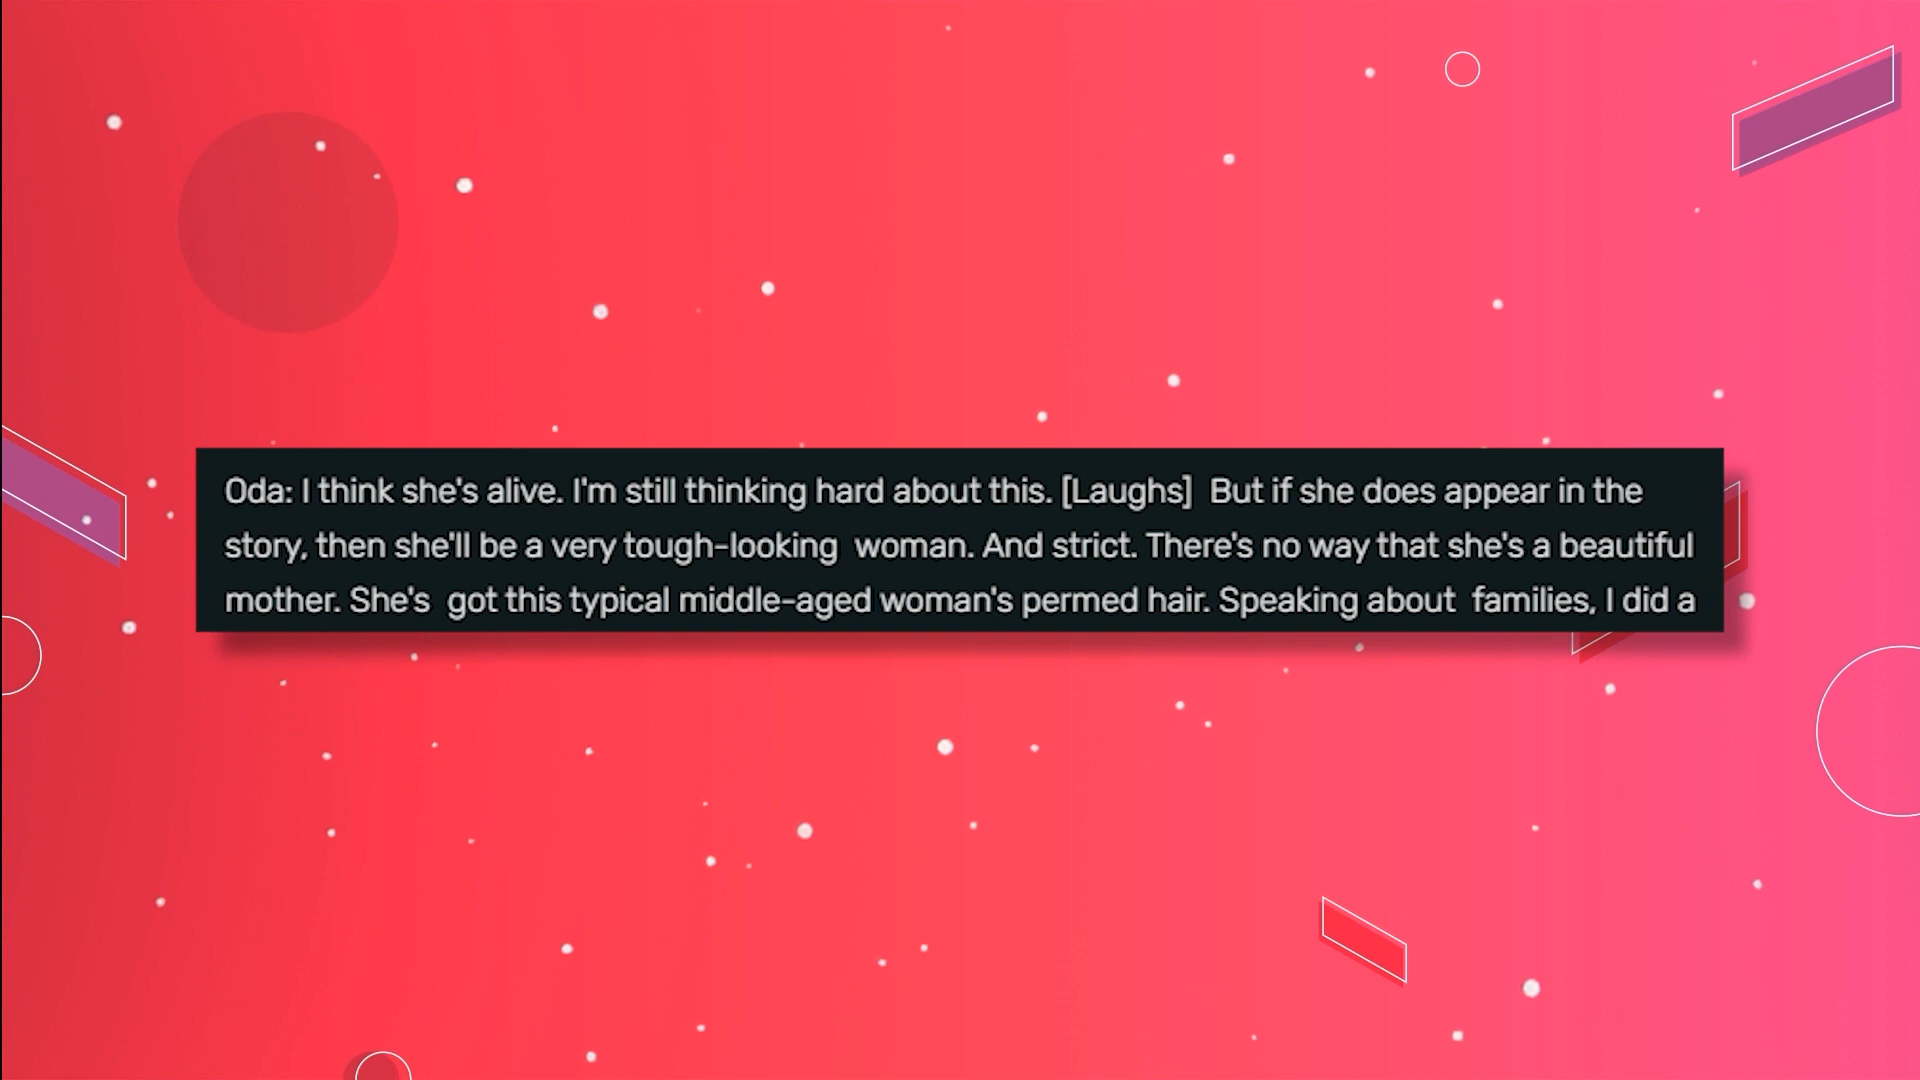 Oda: I think she's alive. I'm still thinking hard about this. [Laughs]  But if she does appear in the
story, then she'll be a very tough-looking  woman. And strict. There's no way that she's a beautiful
mother. She's  got this typical middle-aged woman's permed hair. Speaking about  families, I did a